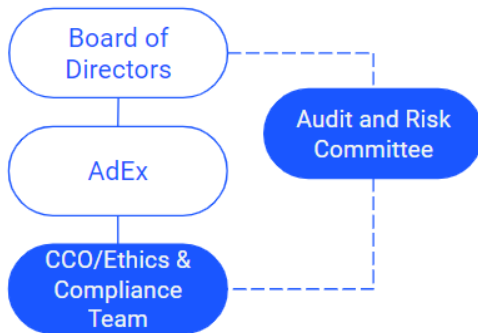 Board of
Directors
Audit and Risk
Committee
AdEx
CCO/Ethics &
Compliance
Team